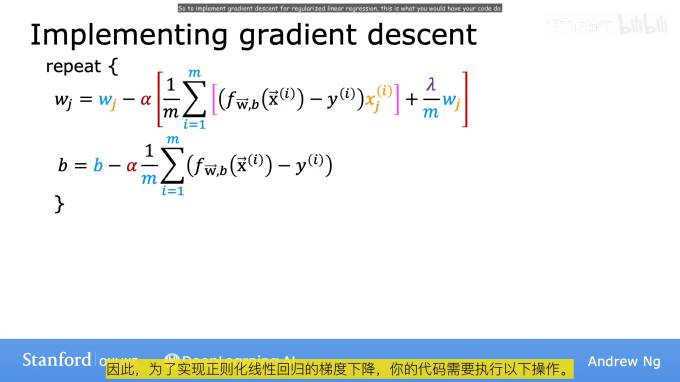 So to implement gradient descent for regularized linear regression, this is what you would have your code do.
bilibili
Implementing gradient descent
repeat {
w_j = w_j − α [ 1/m ∑_{i=1}^{m} [ (f_{w⃗,b}(x⃗^{(i)}) − y^{(i)}) x_j^{(i)} ] + λ/m w_j ]
b = b − α 1/m ∑_{i=1}^{m} (f_{w⃗,b}(x⃗^{(i)}) − y^{(i)})
}
Stanford
Andrew Ng
因此，为了实现正则化线性回归的梯度下降，你的代码需要执行以下操作。